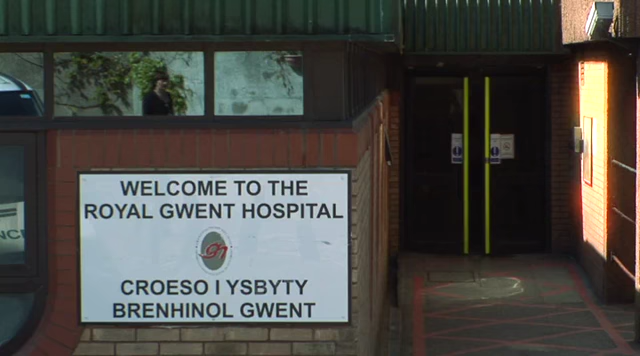 WELCOME TO THE
ROYAL GWENT HOSPITAL
CROESO I YSBYTY
BRENHINOL GWENT